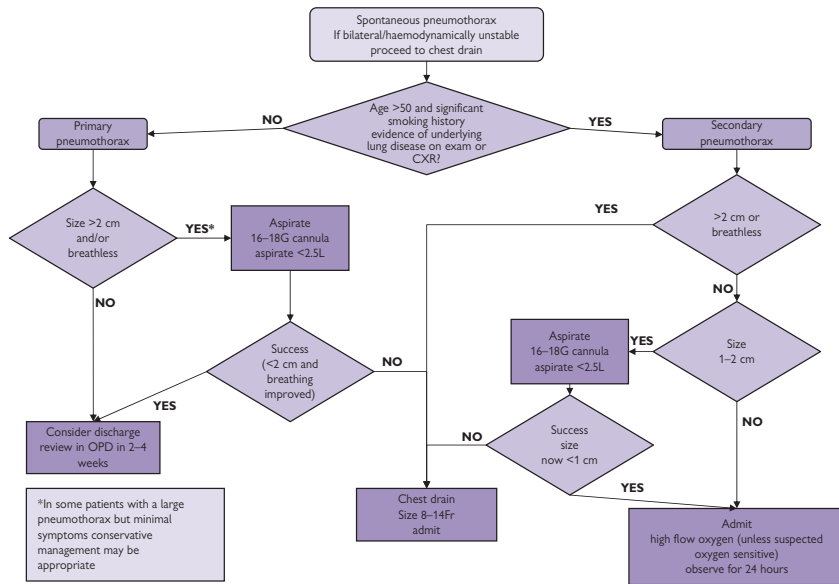 Spontaneous pneumothorax
If bilateral/haemodynamically unstable
proceed to chest drain
Age >50 and significant
smoking history
evidence of underlying
lung disease on exam or
CXR?
NO
YES
Primary
pneumothorax
Secondary
pneumothorax
Size >2 cm
and/or
breathless
YES*
Aspirate
16–18G cannula
aspirate <2.5L
YES
>2 cm or
breathless
NO
NO
Success
(<2 cm and
breathing
improved)
NO
YES
Aspirate
16–18G cannula
aspirate <2.5L
YES
Size
1–2 cm
NO
Consider discharge
review in OPD in 2–4
weeks
NO
Success
size
now <1 cm
YES
*In some patients with a large
pneumothorax but minimal
symptoms conservative
management may be
appropriate
Chest drain
Size 8–14Fr
admit
Admit
high flow oxygen (unless suspected
oxygen sensitive)
observe for 24 hours